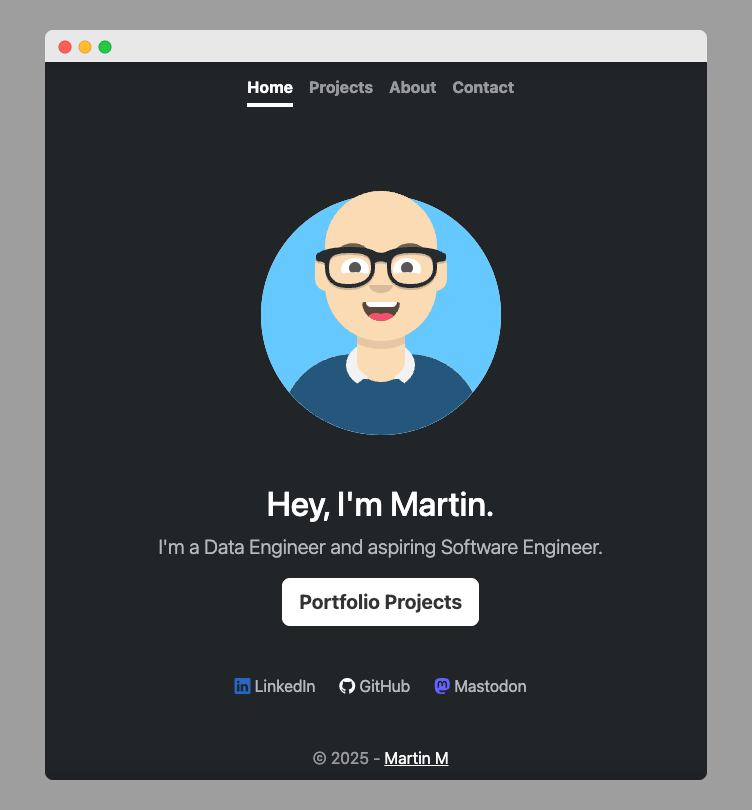 Home Projects About Contact
Hey, I'm Martin.
I'm a Data Engineer and aspiring Software Engineer.
Portfolio Projects
LinkedIn GitHub Mastodon
© 2025 - Martin M